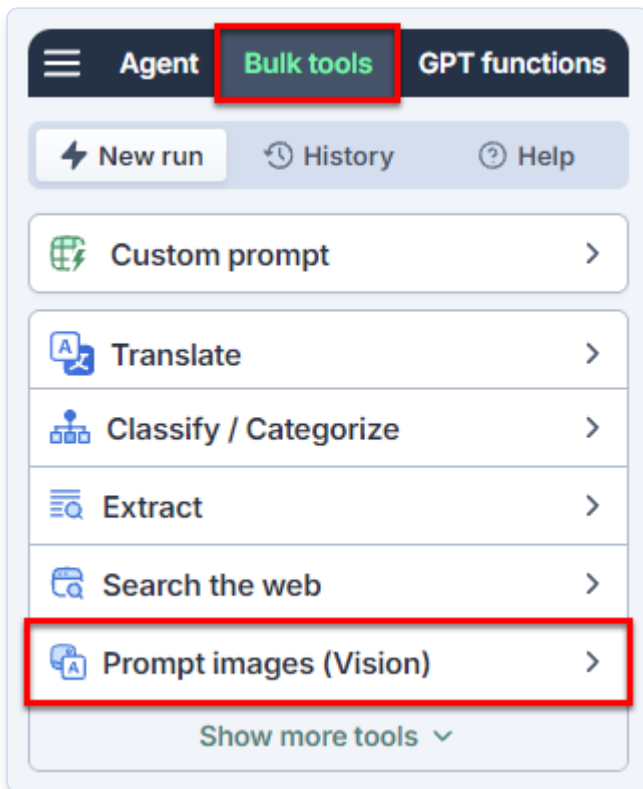 Agent Bulk tools GPT functions
New run History Help
Custom prompt
Translate
Classify / Categorize
Extract
Search the web
Prompt images (Vision)
Show more tools